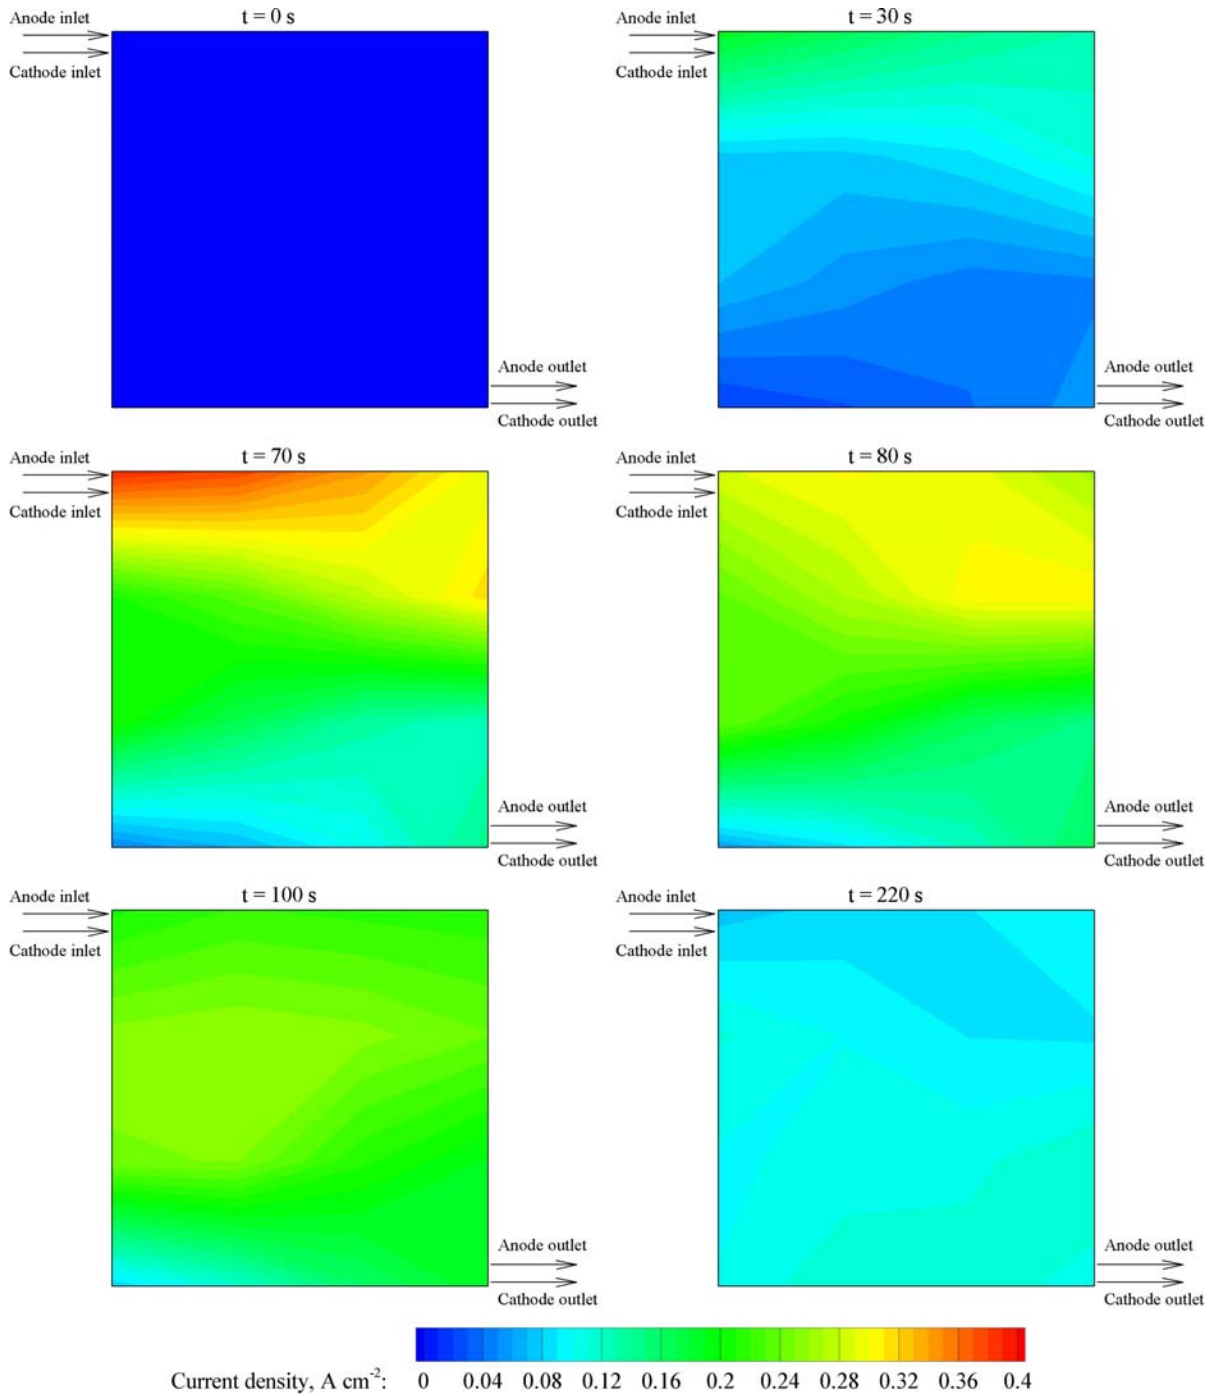 t = 0 s
Anode inlet
Cathode inlet
Anode outlet
Cathode outlet
t = 30 s
Anode inlet
Cathode inlet
Anode outlet
Cathode outlet
t = 70 s
Anode inlet
Cathode inlet
Anode outlet
Cathode outlet
t = 80 s
Anode inlet
Cathode inlet
Anode outlet
Cathode outlet
t = 100 s
Anode inlet
Cathode inlet
Anode outlet
Cathode outlet
t = 220 s
Anode inlet
Cathode inlet
Anode outlet
Cathode outlet
Current density, A cm⁻²: 0 0.04 0.08 0.12 0.16 0.2 0.24 0.28 0.32 0.36 0.4